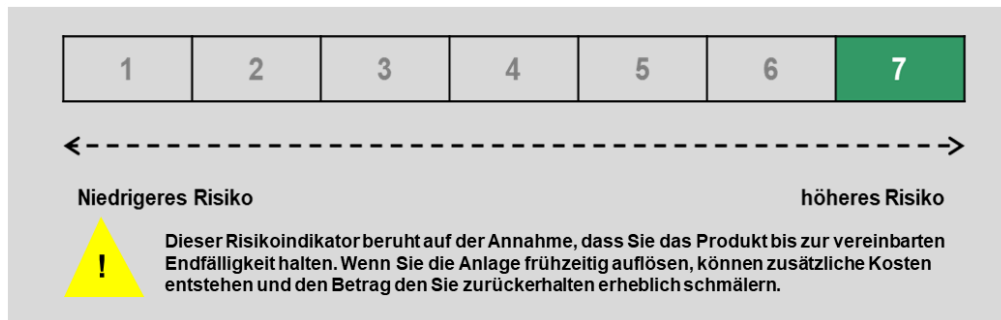 1 2 3 4 5 6 7
Niedrigeres Risiko höheres Risiko
! Dieser Risikoindikator beruht auf der Annahme, dass Sie das Produkt bis zur vereinbarten
Endfälligkeit halten. Wenn Sie die Anlage frühzeitig auflösen, können zusätzliche Kosten
entstehen und den Betrag den Sie zurückerhalten erheblich schmälern.